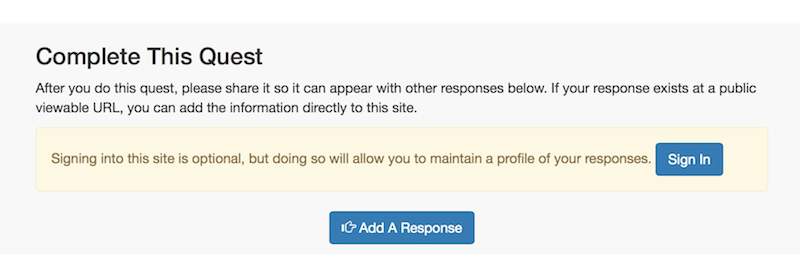 Complete This Quest
After you do this quest, please share it so it can appear with other responses below. If your response exists at a public
viewable URL, you can add the information directly to this site.
Signing into this site is optional, but doing so will allow you to maintain a profile of your responses. Sign In
Add A Response